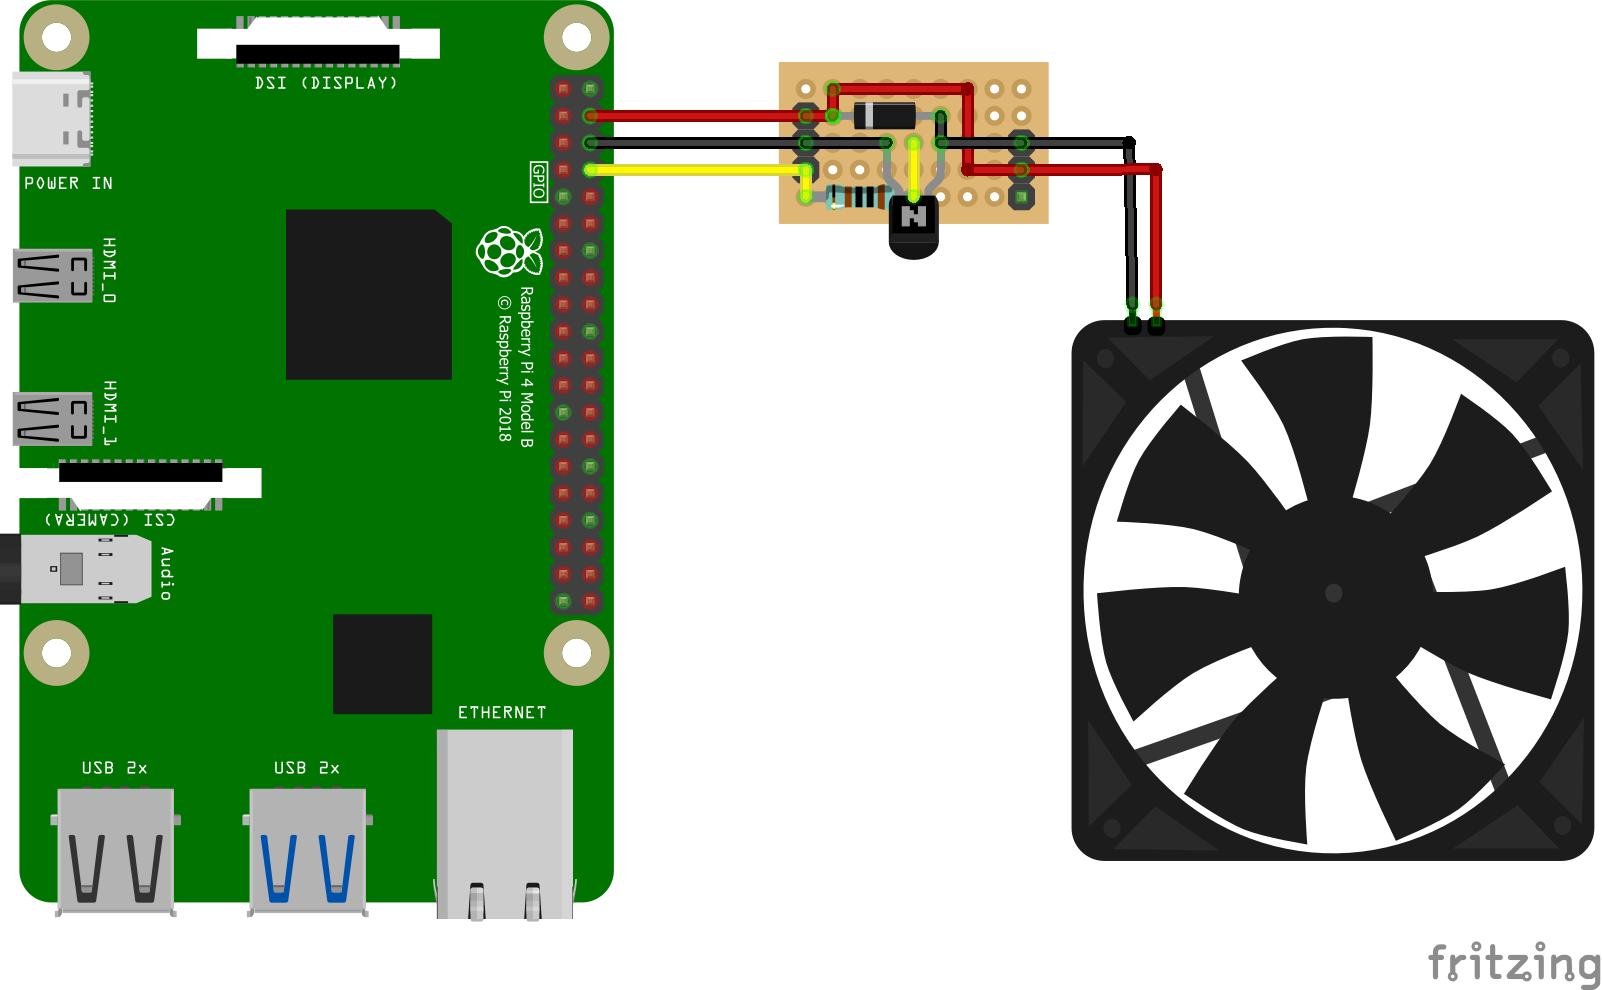 DSI (DISPLAY)
POWER IN
GPIO
HDMI_0
Raspberry Pi 4 Model B
© Raspberry Pi 2018
HDMI_1
CSI (CAMERA)
Audio
ETHERNET
USB 2x
USB 2x
N
fritzing